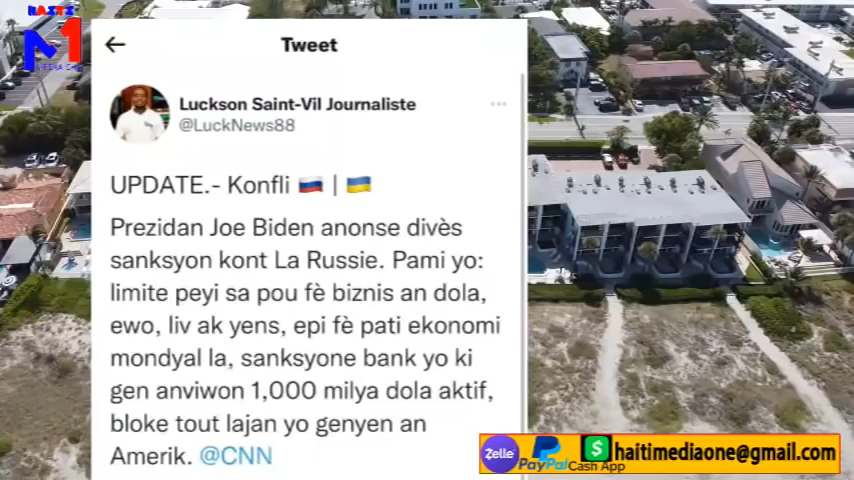 HAITI
M1
Tweet
Luckson Saint-Vil Journaliste
@LuckNews88
UPDATE.- Konfli 🇷🇺 | 🇺🇦
Prezidan Joe Biden anonse divès
sanksyon kont La Russie. Pami yo:
limite peyi sa pou fè biznis an dola,
ewo, liv ak yens, epi fè pati ekonomi
mondyal la, sanksyone bank yo ki
gen anviwon 1,000 milya dola aktif,
bloke tout lajan yo genyen an
Amerik. @CNN
Zelle PayPal Cash App haitimediaone@gmail.com